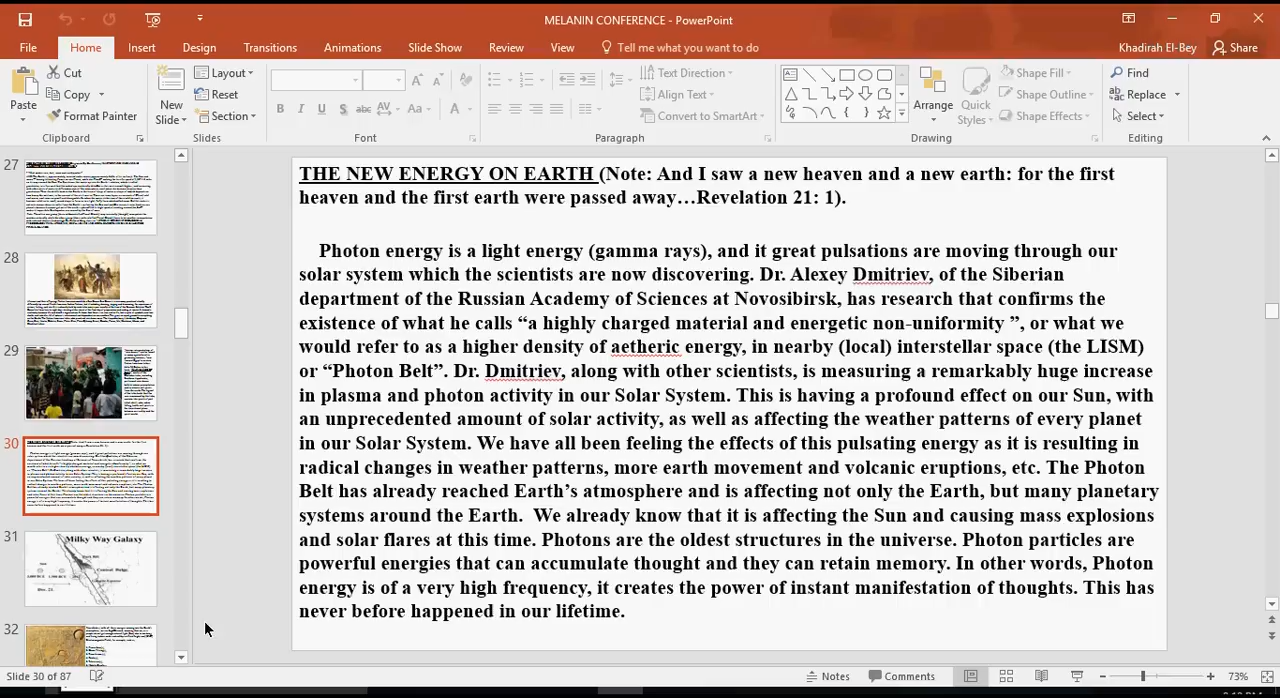 MELANIN CONFERENCE - PowerPoint
File Home Insert Design Transitions Animations Slide Show Review View Tell me what you want to do Khadirah El-Bey Share
Paste
Cut
Copy
Format Painter
Clipboard
New Slide
Layout
Reset
Section
Slides
B I U S abc AV Aa A
Font
Text Direction
Align Text
Convert to SmartArt
Paragraph
Arrange
Quick Styles
Shape Fill
Shape Outline
Shape Effects
Drawing
Find
Replace
Select
Editing
27
28
29
30
31
Milky Way Galaxy
32
THE NEW ENERGY ON EARTH (Note: And I saw a new heaven and a new earth: for the first
heaven and the first earth were passed away…Revelation 21: 1).
Photon energy is a light energy (gamma rays), and it great pulsations are moving through our
solar system which the scientists are now discovering. Dr. Alexey Dmitriev, of the Siberian
department of the Russian Academy of Sciences at Novosibirsk, has research that confirms the
existence of what he calls “a highly charged material and energetic non-uniformity ”, or what we
would refer to as a higher density of aetheric energy, in nearby (local) interstellar space (the LISM)
or “Photon Belt”. Dr. Dmitriev, along with other scientists, is measuring a remarkably huge increase
in plasma and photon activity in our Solar System. This is having a profound effect on our Sun, with
an unprecedented amount of solar activity, as well as affecting the weather patterns of every planet
in our Solar System. We have all been feeling the effects of this pulsating energy as it is resulting in
radical changes in weather patterns, more earth movement and volcanic eruptions, etc. The Photon
Belt has already reached Earth’s atmosphere and is affecting not only the Earth, but many planetary
systems around the Earth. We already know that it is affecting the Sun and causing mass explosions
and solar flares at this time. Photons are the oldest structures in the universe. Photon particles are
powerful energies that can accumulate thought and they can retain memory. In other words, Photon
energy is of a very high frequency, it creates the power of instant manifestation of thoughts. This has
never before happened in our lifetime.
Slide 30 of 87
Notes Comments 73%